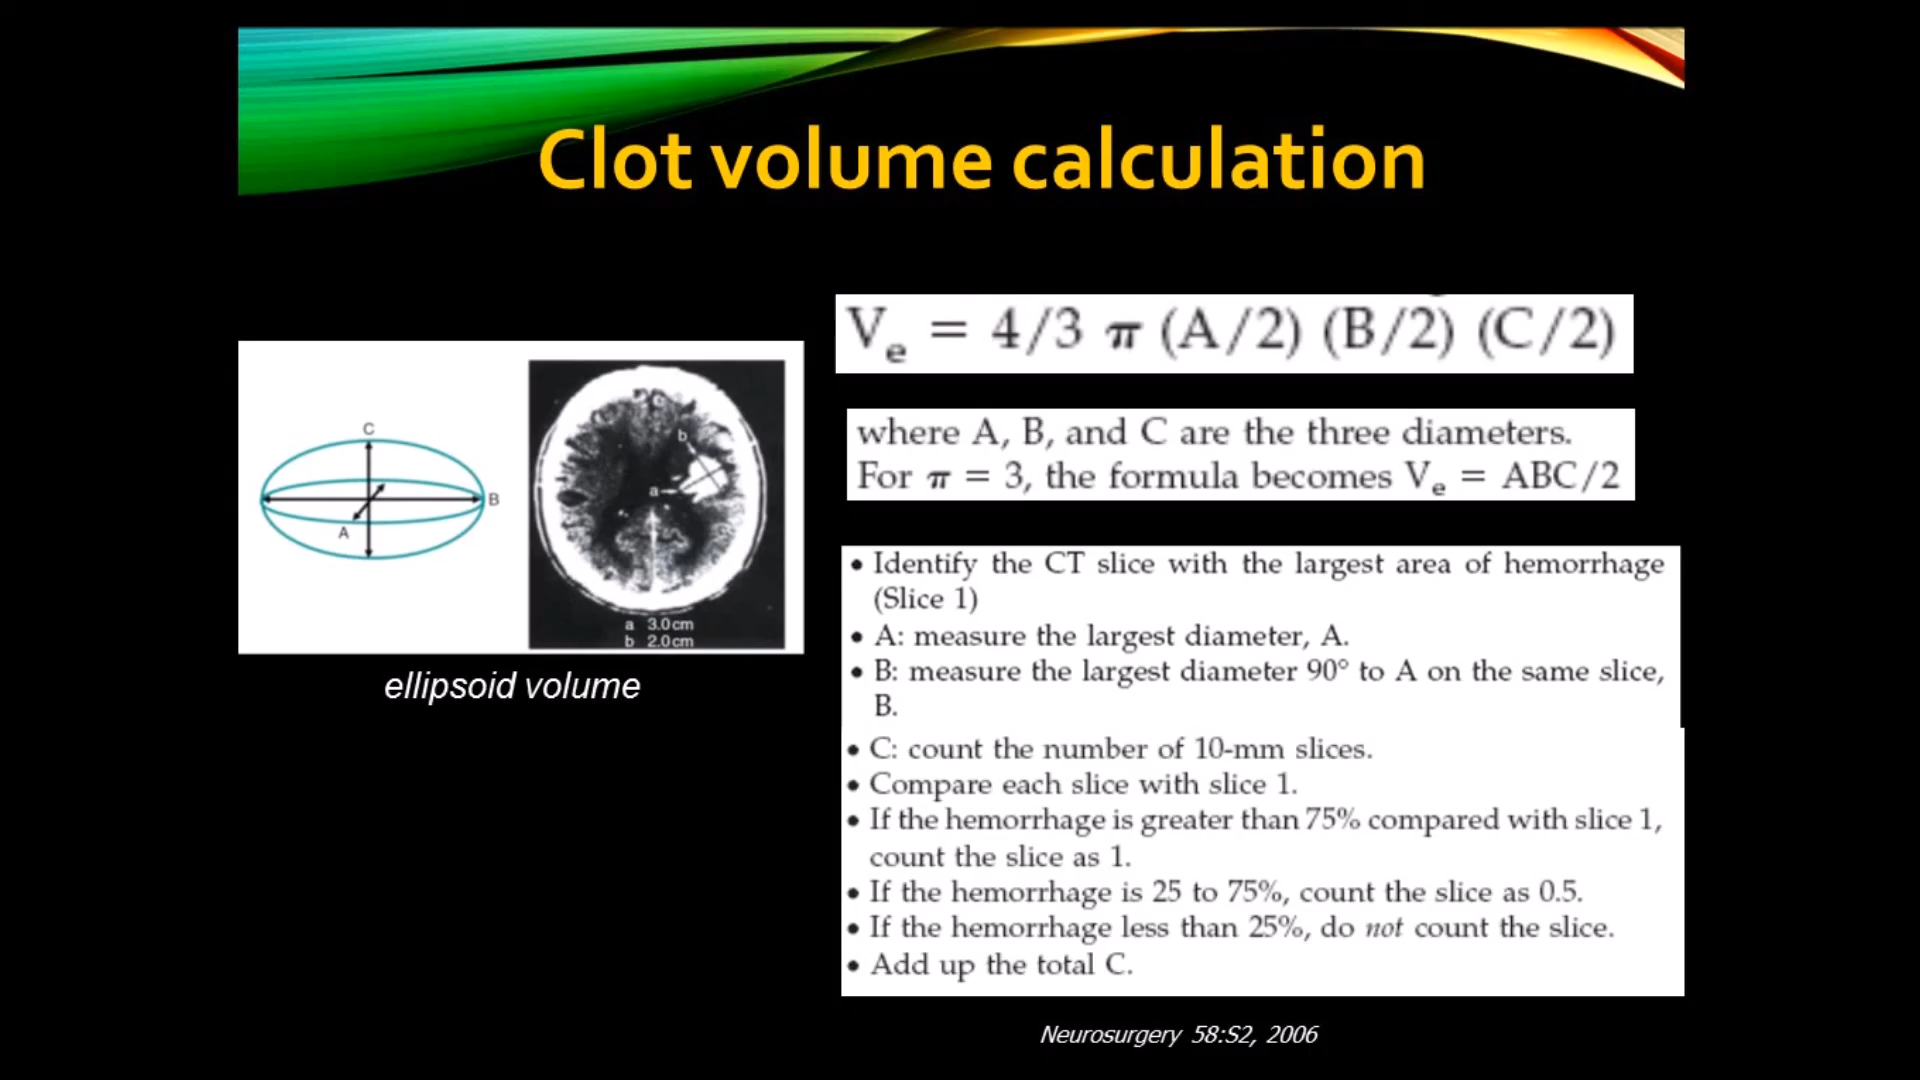 Clot volume calculation
V_e = 4/3 π (A/2) (B/2) (C/2)
where A, B, and C are the three diameters.
For π = 3, the formula becomes V_e = ABC/2
C
B
A
b
a
a 3.0cm
b 2.0cm
ellipsoid volume
• Identify the CT slice with the largest area of hemorrhage
(Slice 1)
• A: measure the largest diameter, A.
• B: measure the largest diameter 90° to A on the same slice,
B.
• C: count the number of 10-mm slices.
• Compare each slice with slice 1.
• If the hemorrhage is greater than 75% compared with slice 1,
count the slice as 1.
• If the hemorrhage is 25 to 75%, count the slice as 0.5.
• If the hemorrhage less than 25%, do not count the slice.
• Add up the total C.
Neurosurgery 58:S2, 2006